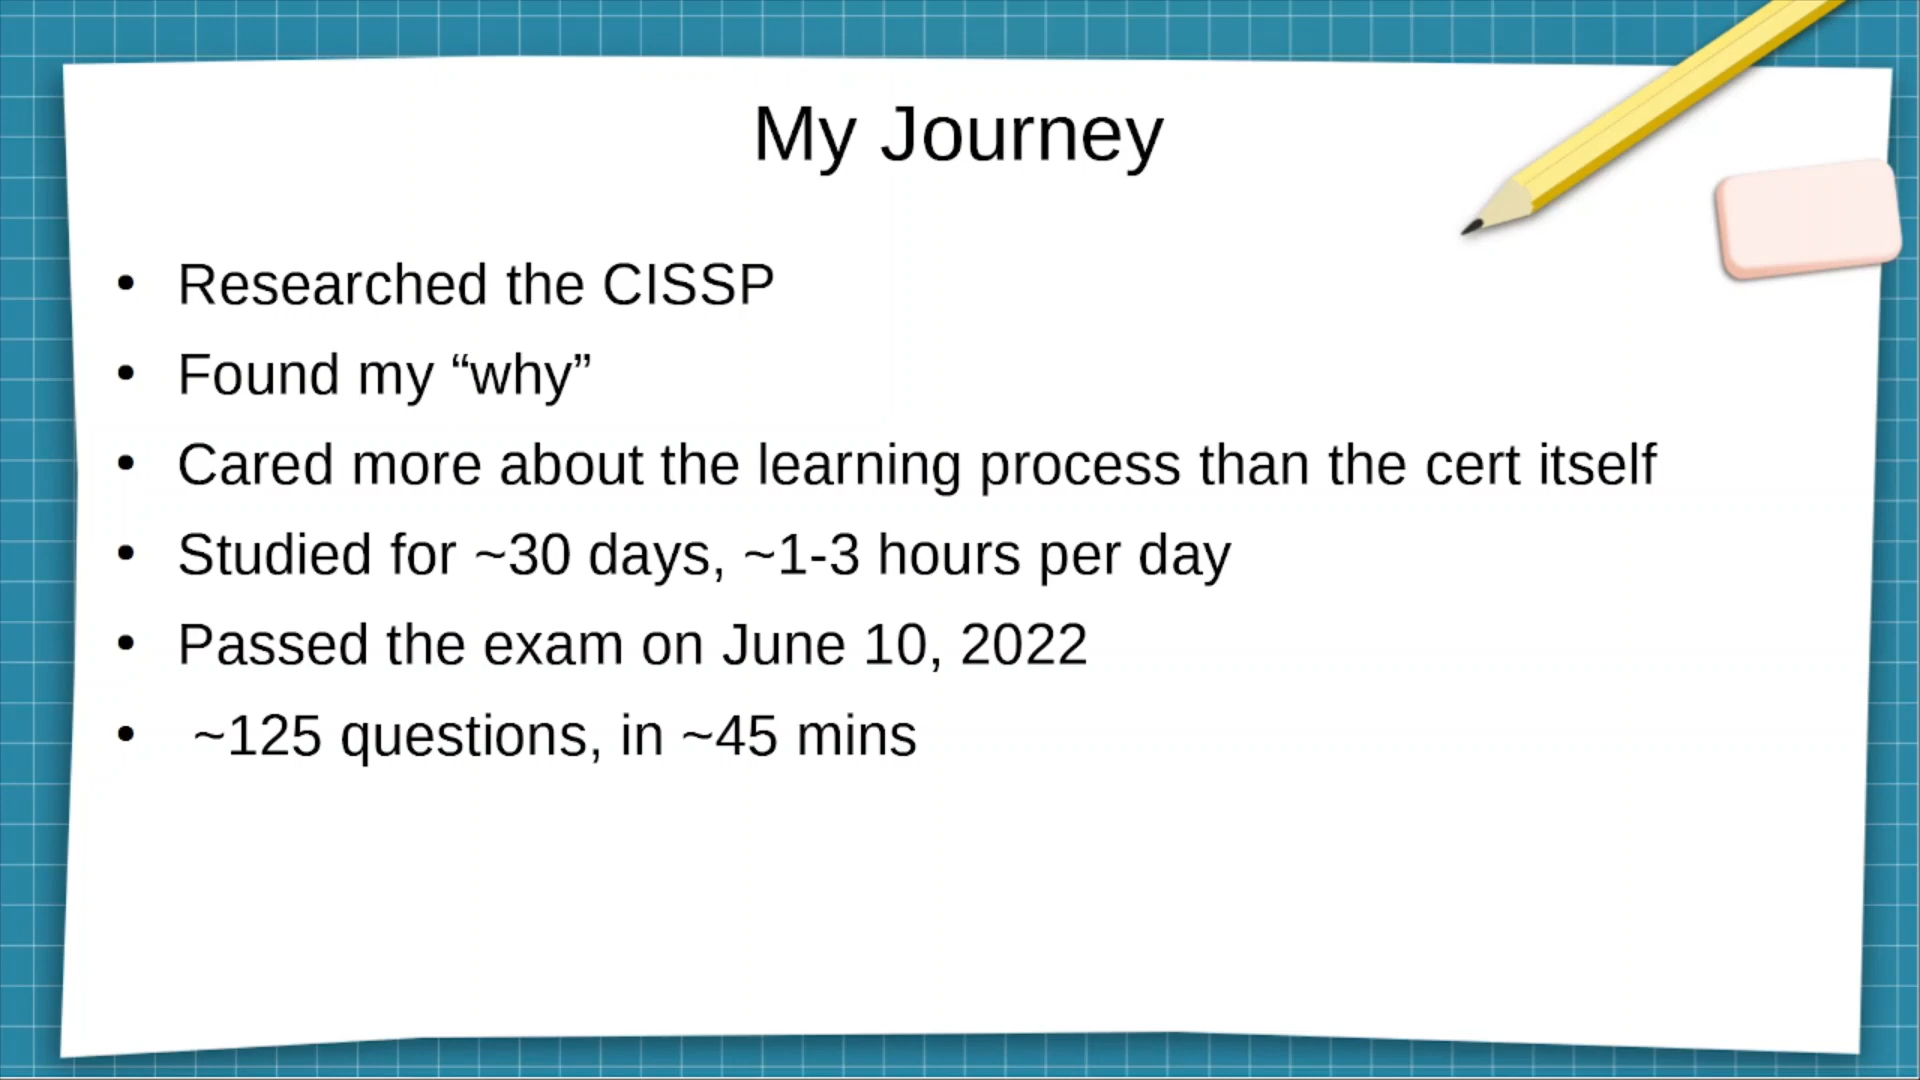 My Journey
• Researched the CISSP
• Found my “why”
• Cared more about the learning process than the cert itself
• Studied for ~30 days, ~1-3 hours per day
• Passed the exam on June 10, 2022
• ~125 questions, in ~45 mins